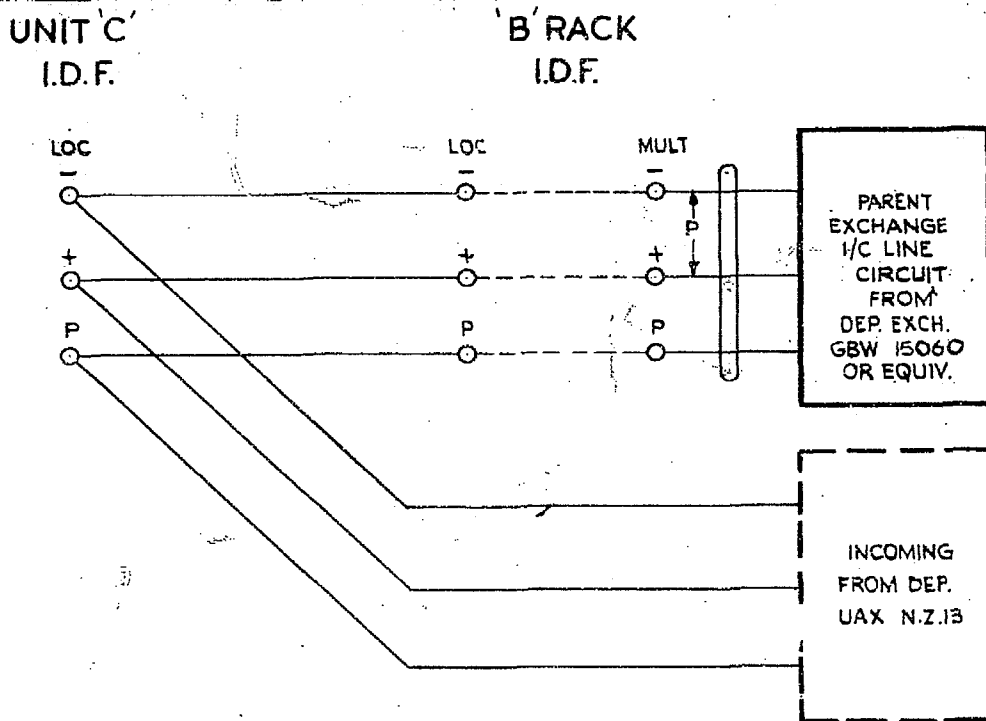 UNIT 'C'
I.D.F.
'B' RACK
I.D.F.
LOC
LOC
MULT
-
-
-
+
+
+
P
P
P
P
PARENT
EXCHANGE
I/C LINE
CIRCUIT
FROM
DEP. EXCH.
GBW 15060
OR EQUIV.
INCOMING
FROM DEP.
UAX N.Z.13